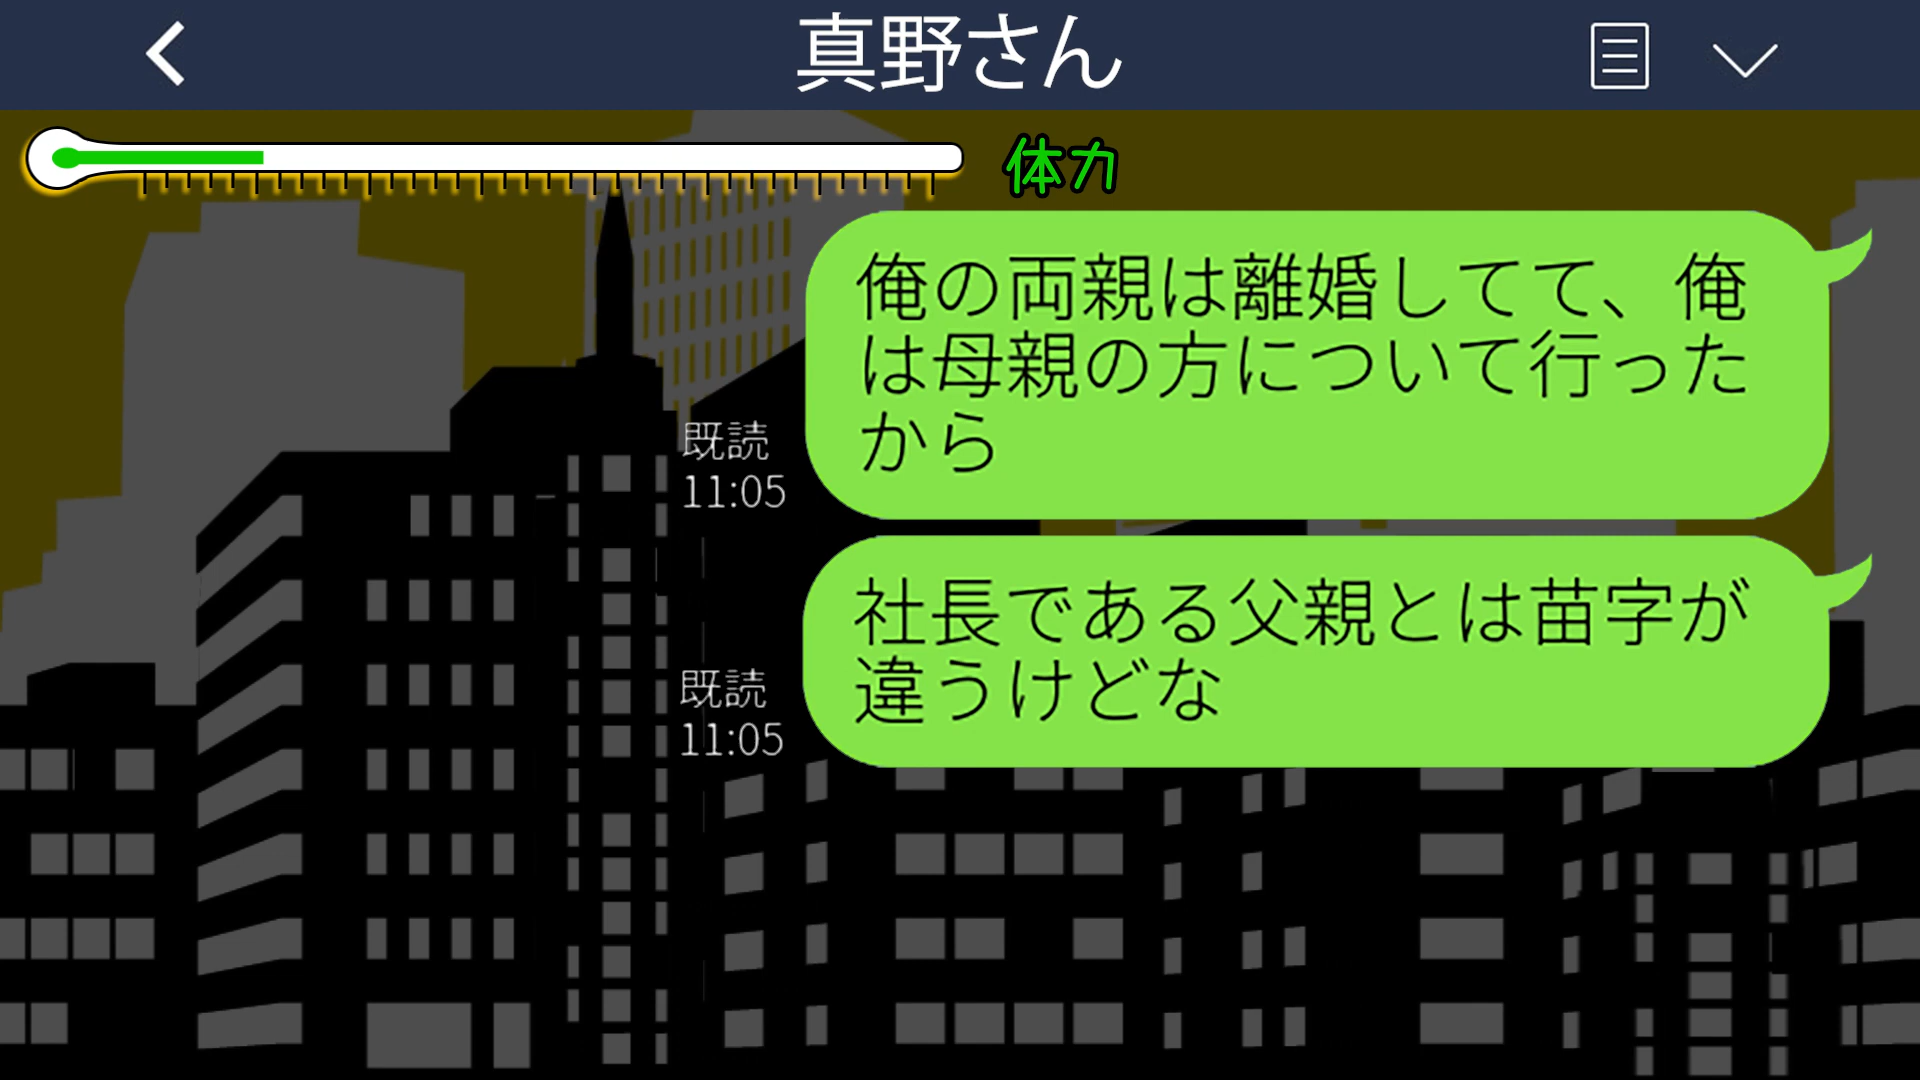 真野さん
体力
俺の両親は離婚してて、俺
は母親の方について行った
から
既読
11:05
社長である父親とは苗字が
違うけどな
既読
11:05